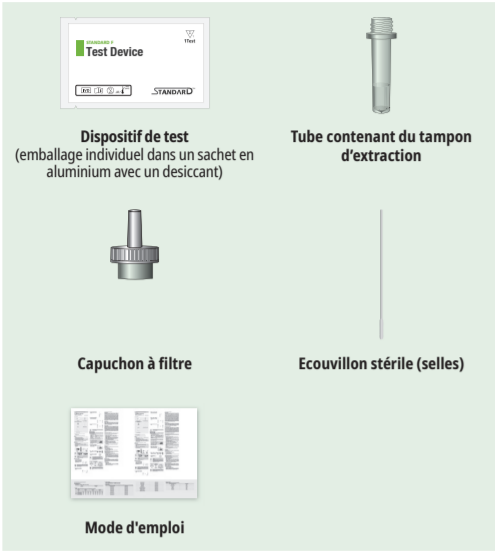 STANDARD F
Test Device
1Test
STANDARD
Dispositif de test
(emballage individuel dans un sachet en
aluminium avec un desiccant)
Tube contenant du tampon
d'extraction
Capuchon à filtre
Ecouvillon stérile (selles)
Mode d'emploi